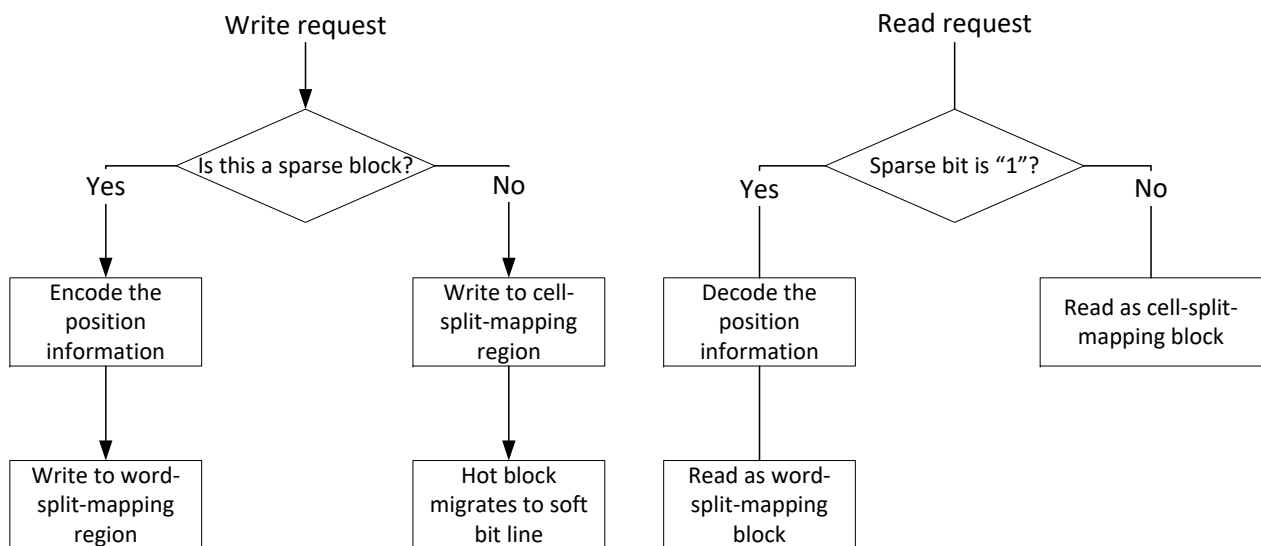 Write request
Is this a sparse block?
Yes
No
Encode the
position
information
Write to cell-
split-mapping
region
Write to word-
split-mapping
region
Hot block
migrates to soft
bit line
Read request
Sparse bit is “1”?
Yes
No
Decode the
position
information
Read as cell-split-
mapping block
Read as word-
split-mapping
block